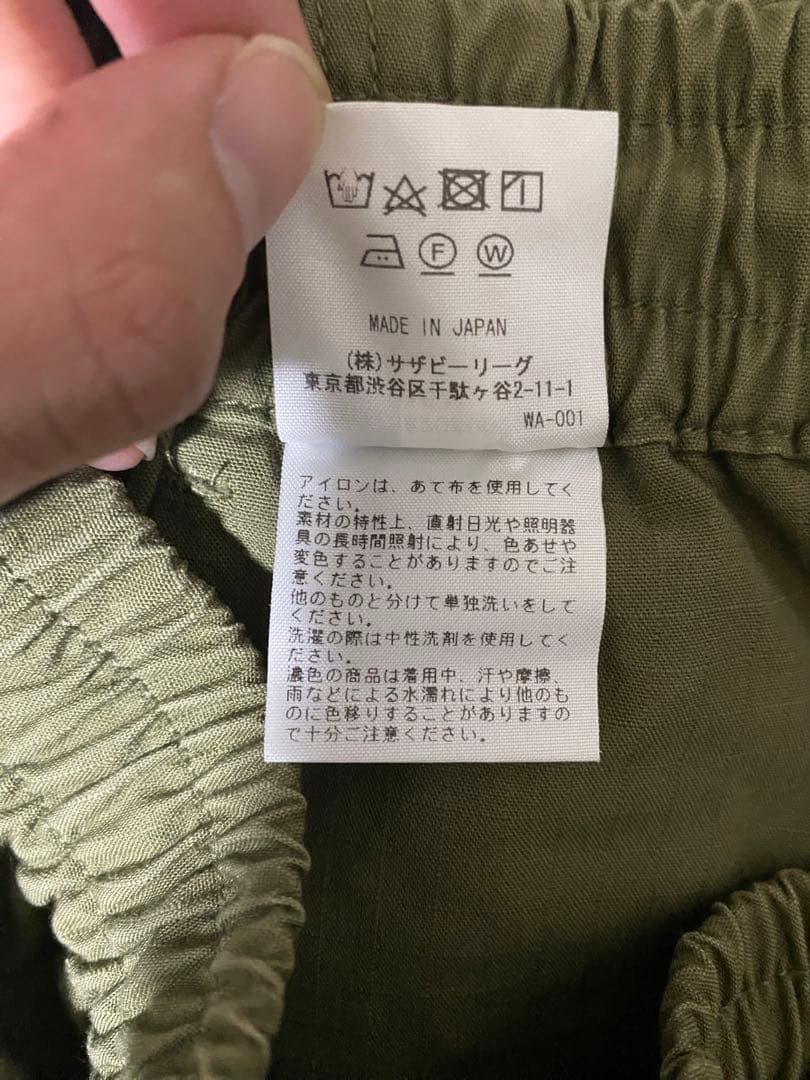 F W
MADE IN JAPAN
(株)サザビーリーグ
東京都渋谷区千駄ヶ谷2-11-1
WA-001
アイロンは、あて布を使用してく
ださい。
素材の特性上、直射日光や照明器
具の長時間照射により、色あせや
変色することがありますのでご注
意ください。
他のものと分けて単独洗いをして
ください。
洗濯の際は中性洗剤を使用してく
ださい。
濃色の商品は着用中、汗や摩擦、
雨などによる水濡れにより他のも
のに色移りすることがありますの
で十分ご注意ください。